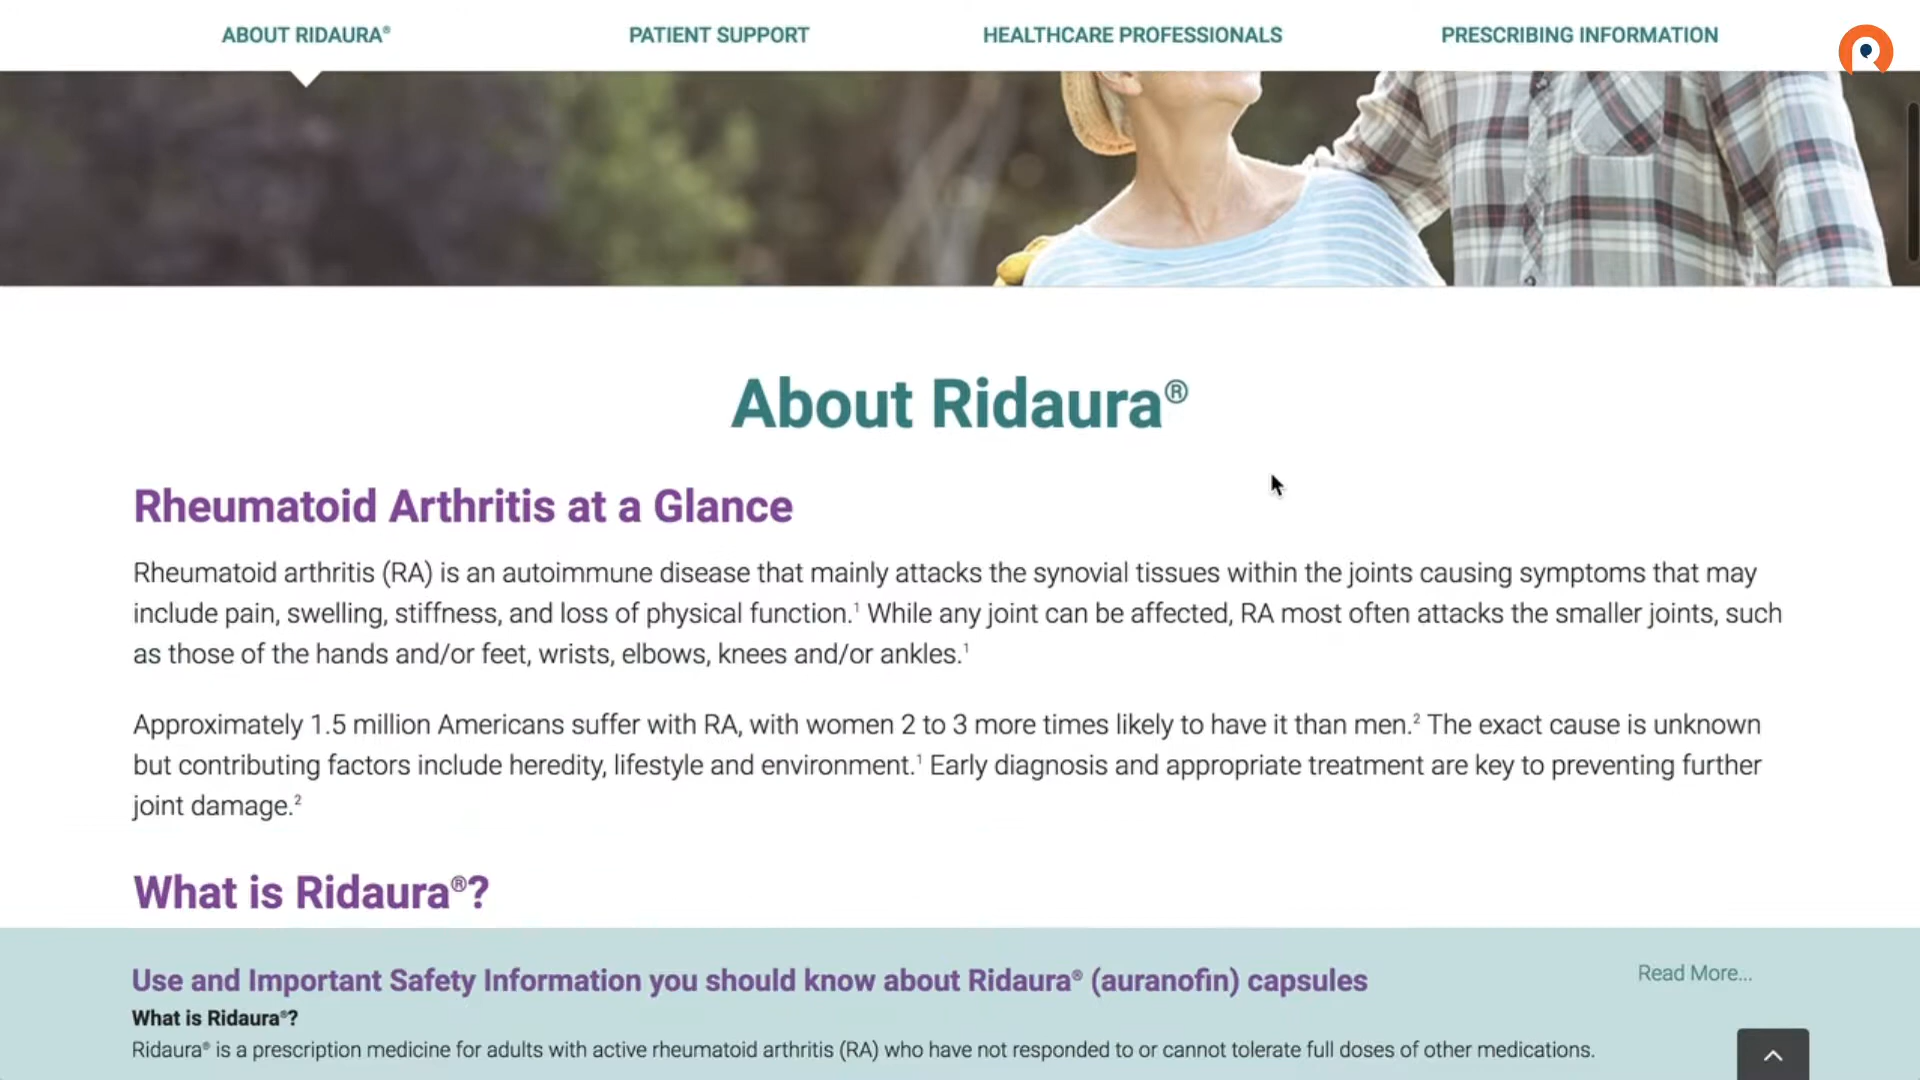 ABOUT RIDAURA®
PATIENT SUPPORT
HEALTHCARE PROFESSIONALS
PRESCRIBING INFORMATION
About Ridaura®
Rheumatoid Arthritis at a Glance
Rheumatoid arthritis (RA) is an autoimmune disease that mainly attacks the synovial tissues within the joints causing symptoms that may
include pain, swelling, stiffness, and loss of physical function.¹ While any joint can be affected, RA most often attacks the smaller joints, such
as those of the hands and/or feet, wrists, elbows, knees and/or ankles.¹
Approximately 1.5 million Americans suffer with RA, with women 2 to 3 more times likely to have it than men.² The exact cause is unknown
but contributing factors include heredity, lifestyle and environment.¹ Early diagnosis and appropriate treatment are key to preventing further
joint damage.²
What is Ridaura®?
Use and Important Safety Information you should know about Ridaura® (auranofin) capsules
Read More...
What is Ridaura®?
Ridaura® is a prescription medicine for adults with active rheumatoid arthritis (RA) who have not responded to or cannot tolerate full doses of other medications.